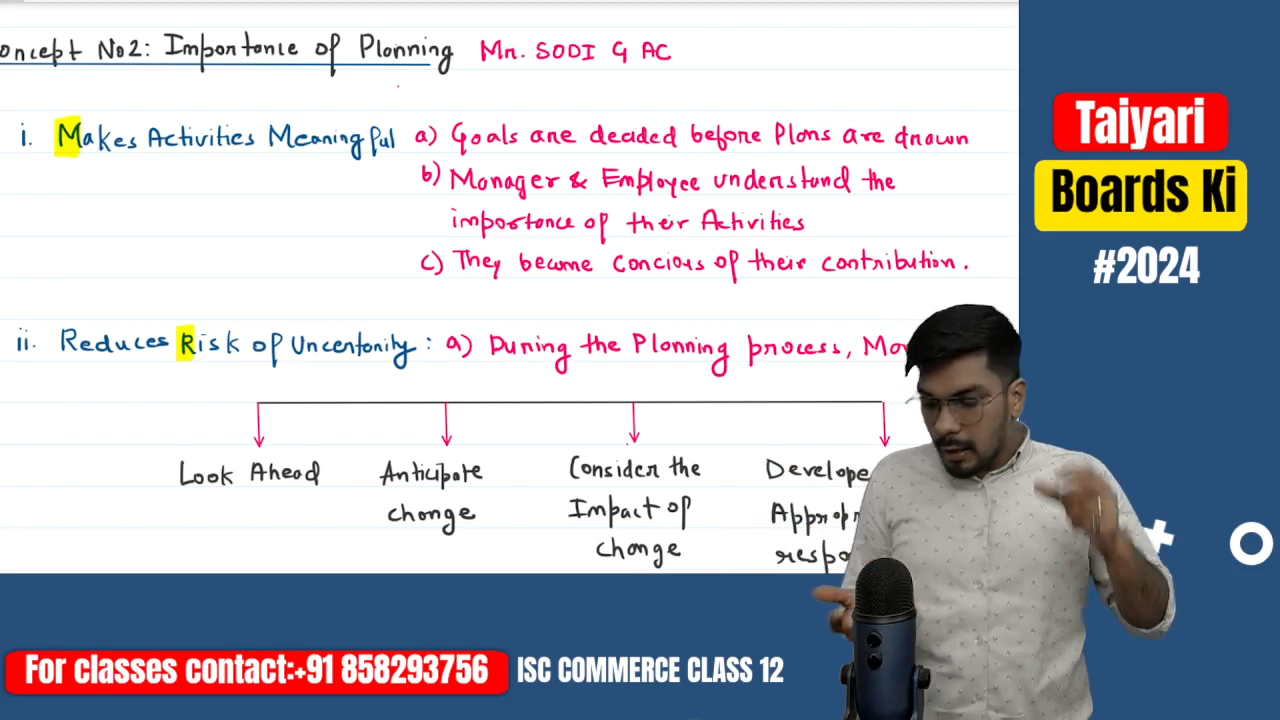 oncept No2: Importance of Planning Mr. SODI G AC
i. Makes Activities Meaningful a) Goals are decided before Plans are drawn
b) Manager & Employee understand the
importance of their Activities
c) They become Concious of their contribution.
ii. Reduces Risk of Uncertanity: a) During the Planning process,
Look Ahead
Anticipate
change
Consider the
Impact of
change
Develope
Taiyari
Boards Ki
#2024
For classes contact:+91 858293756
ISC COMMERCE CLASS 12